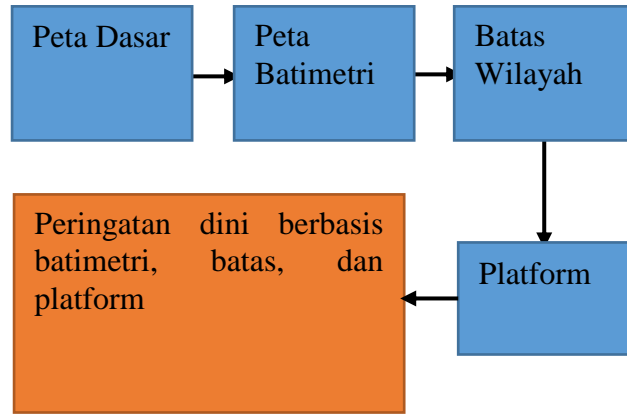 Peta Dasar
Peta
Batimetri
Batas
Wilayah
Platform
Peringatan dini berbasis
batimetri, batas, dan
platform